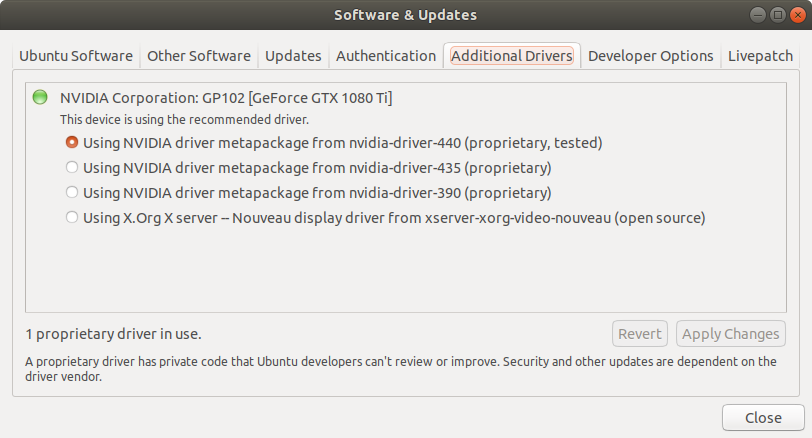 Software & Updates
Ubuntu Software Other Software Updates Authentication Additional Drivers Developer Options Livepatch
NVIDIA Corporation: GP102 [GeForce GTX 1080 Ti]
This device is using the recommended driver.
Using NVIDIA driver metapackage from nvidia-driver-440 (proprietary, tested)
Using NVIDIA driver metapackage from nvidia-driver-435 (proprietary)
Using NVIDIA driver metapackage from nvidia-driver-390 (proprietary)
Using X.Org X server -- Nouveau display driver from xserver-xorg-video-nouveau (open source)
1 proprietary driver in use.
Revert Apply Changes
A proprietary driver has private code that Ubuntu developers can't review or improve. Security and other updates are dependent on the
driver vendor.
Close